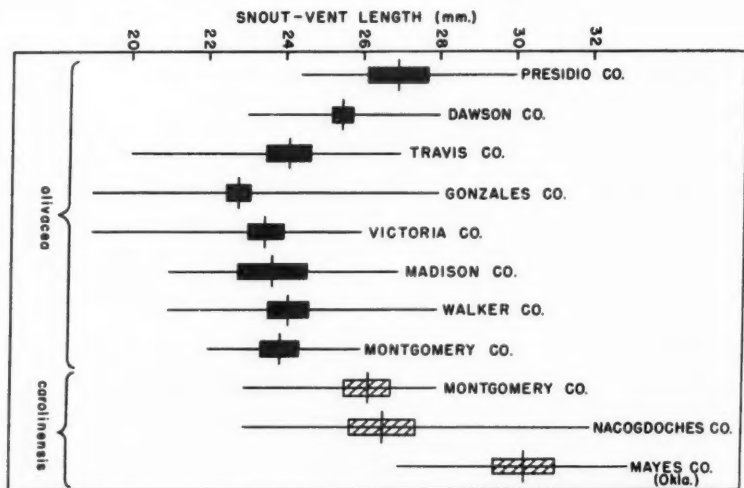 SNOUT-VENT LENGTH (mm.)
20 22 24 26 28 30 32
PRESIDIO CO.
DAWSON CO.
TRAVIS CO.
GONZALES CO.
VICTORIA CO.
MADISON CO.
WALKER CO.
MONTGOMERY CO.
olivacea
MONTGOMERY CO.
NACOGDOCHES CO.
MAYES CO.
(Okla.)
carolinensis